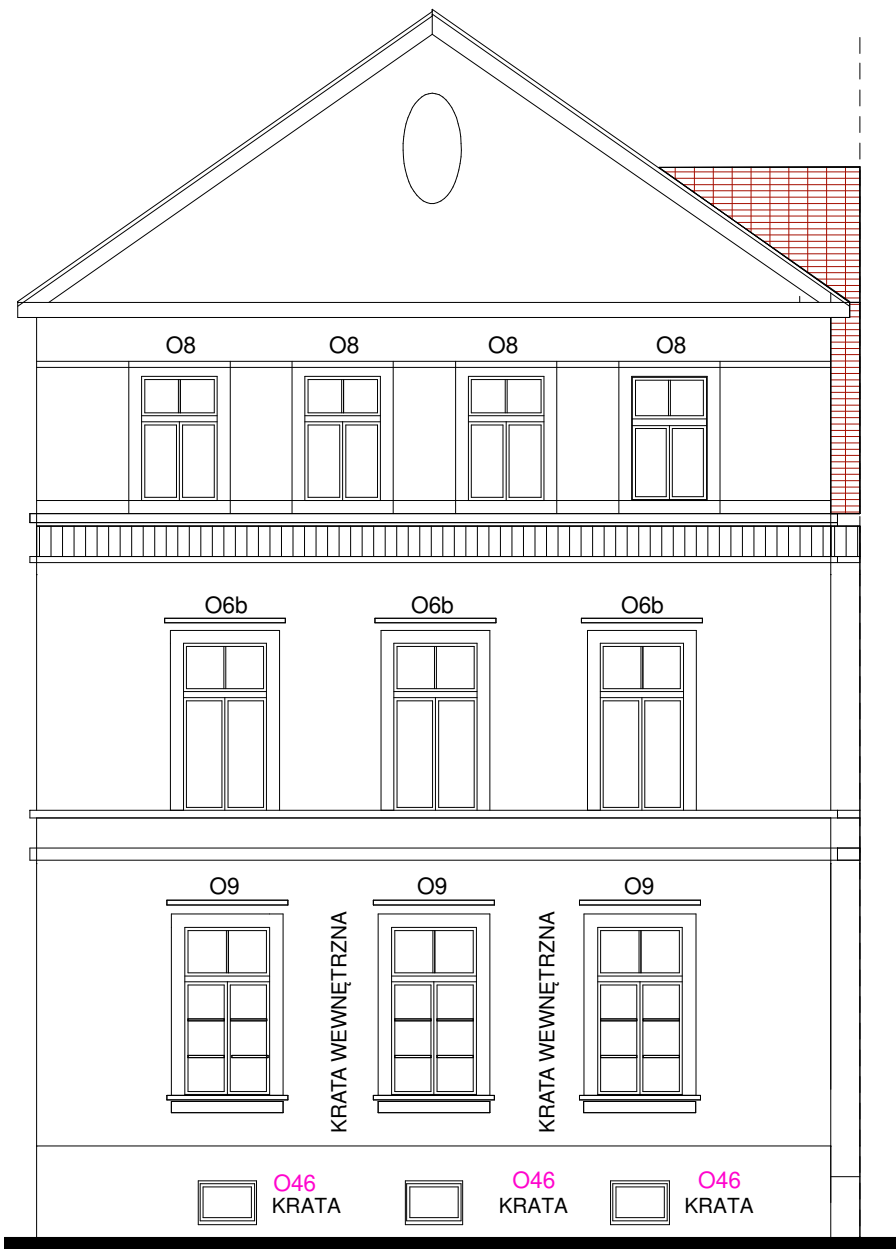 O8 O8 O8 O8
O6b O6b O6b
O9 O9 O9
KRATA WEWNĘTRZNA
KRATA WEWNĘTRZNA
O46 O46 O46
KRATA KRATA KRATA